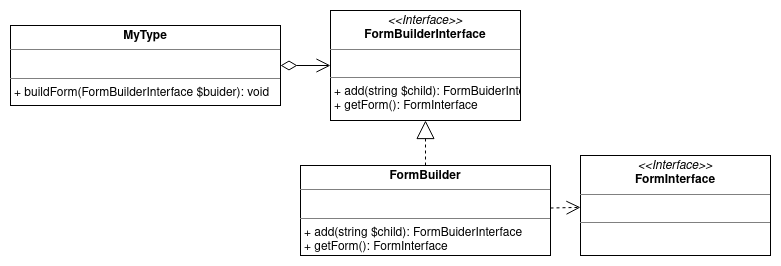 MyType
+ buildForm(FormBuilderInterface $buider): void
<<Interface>>
FormBuilderInterface
+ add(string $child): FormBuiderInte
+ getForm(): FormInterface
FormBuilder
+ add(string $child): FormBuiderInterface
+ getForm(): FormInterface
<<Interface>>
FormInterface